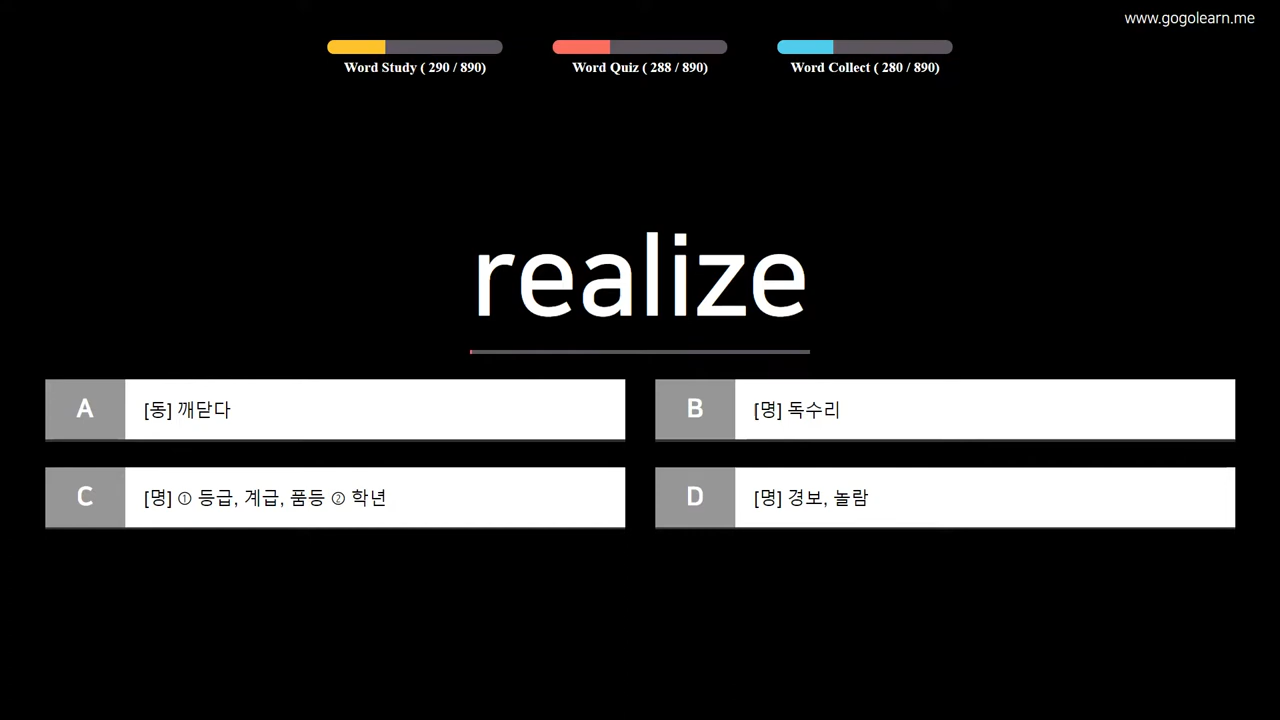 www.gogolearn.me
Word Study ( 290 / 890)
Word Quiz ( 288 / 890)
Word Collect ( 280 / 890)
realize
A [동] 깨닫다
B [명] 독수리
C [명] ① 등급, 계급, 품등 ② 학년
D [명] 경보, 놀람